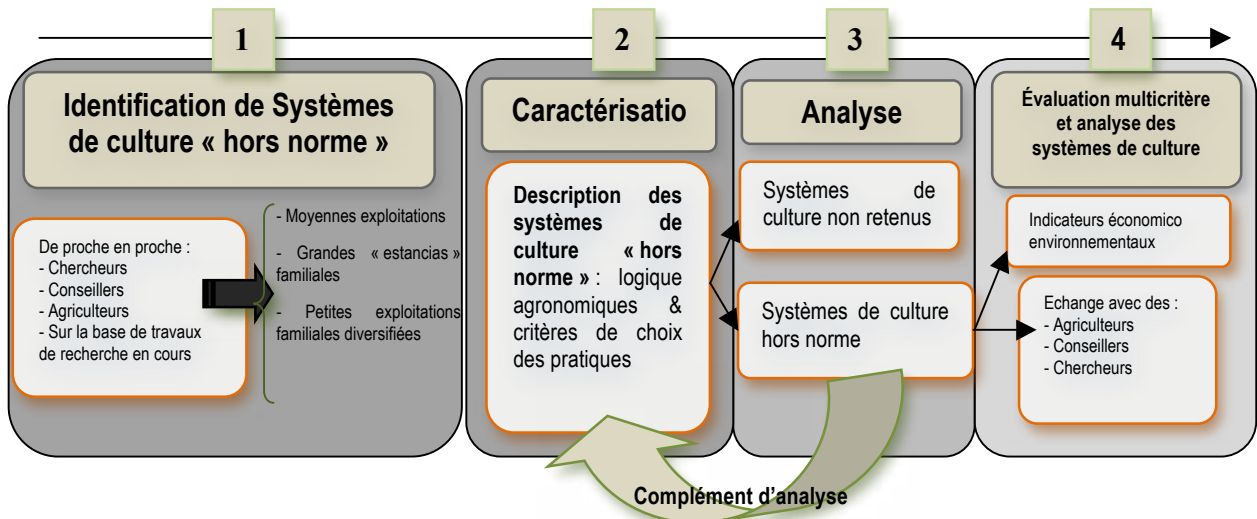 1
Identification de Systèmes
de culture « hors norme »
De proche en proche :
- Chercheurs
- Conseillers
- Agriculteurs
- Sur la base de travaux
de recherche en cours
- Moyennes exploitations
- Grandes « estancias »
familiales
- Petites exploitations
familiales diversifiées
2
Caractérisatio
Description des
systèmes de
culture « hors
norme » : logique
agronomiques &
critères de choix
des pratiques
3
Analyse
Systèmes de
culture non retenus
Systèmes de culture
hors norme
4
Évaluation multicritère
et analyse des
systèmes de culture
Indicateurs économico
environnementaux
Echange avec des :
- Agriculteurs
- Conseillers
- Chercheurs
Complément d'analyse